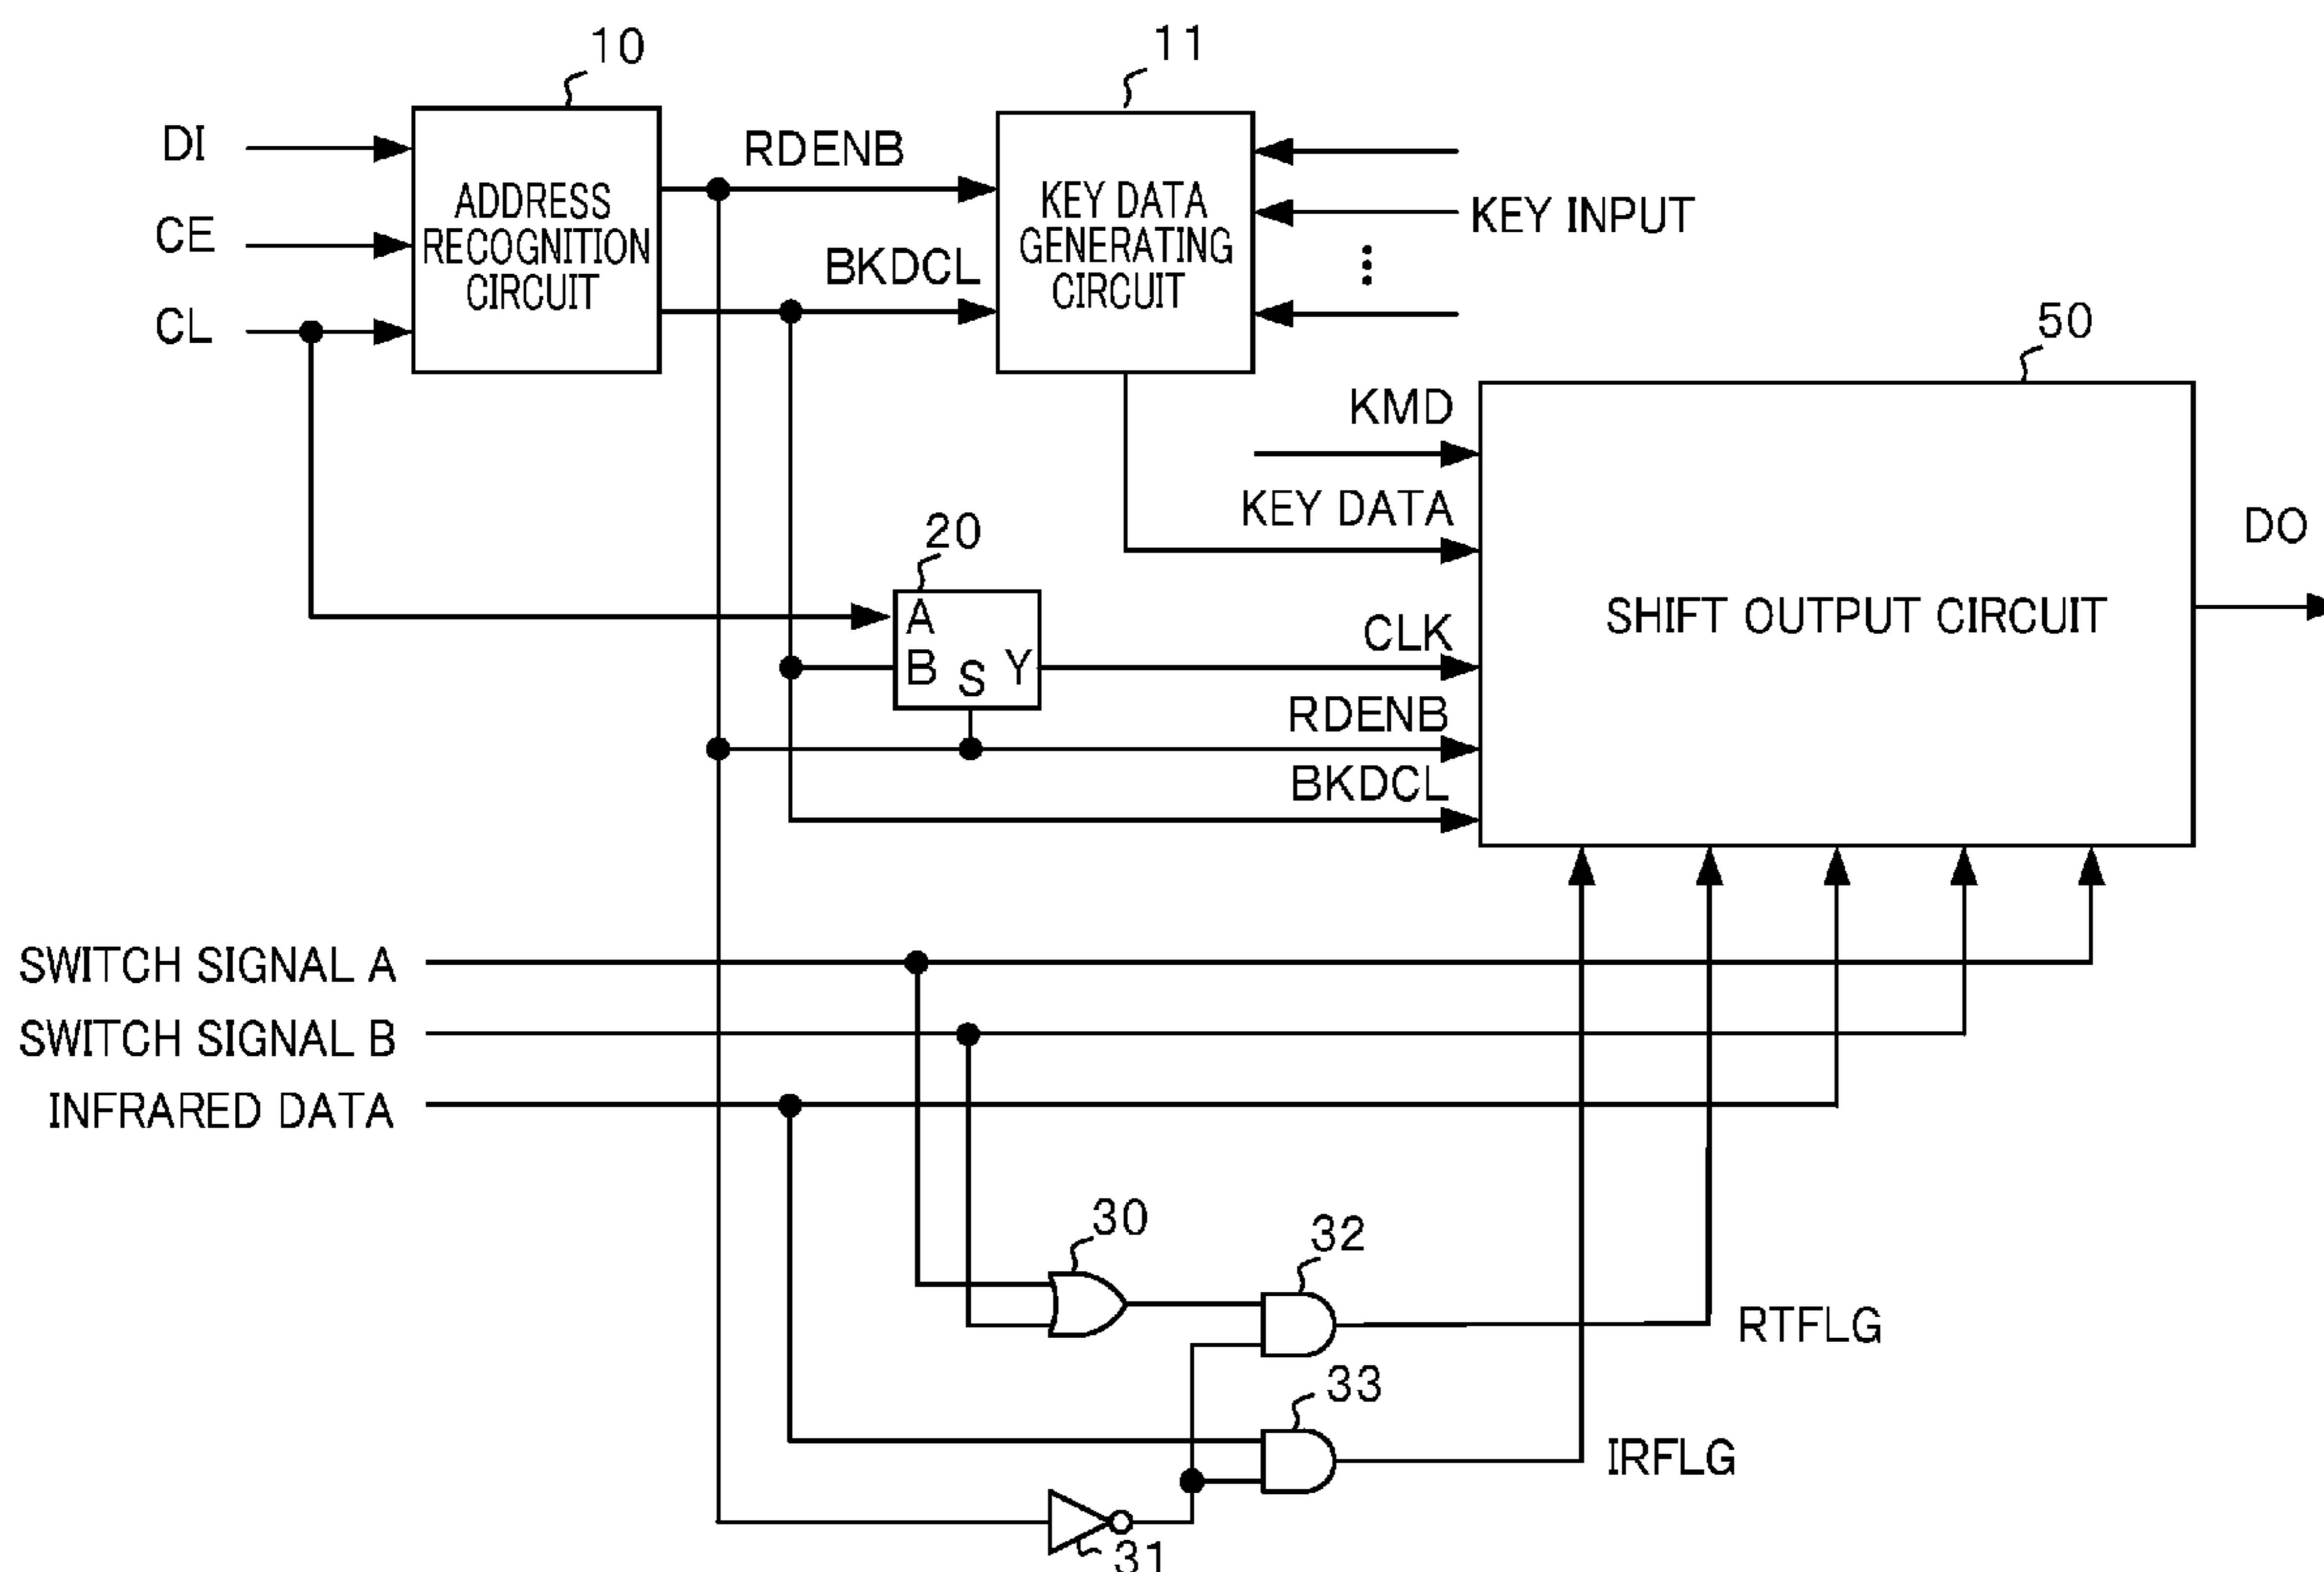 10
11
DI
CE
CL
ADDRESS
RECOGNITION
CIRCUIT
RDENB
BKDCL
KEY DATA
GENERATING
CIRCUIT
KEY INPUT
50
KMD
KEY DATA
CLK
RDENB
BKDCL
SHIFT OUTPUT CIRCUIT
DO
20
A
B
S
Y
SWITCH SIGNAL A
SWITCH SIGNAL B
INFRARED DATA
30
32
RTFLG
33
IRFLG
31